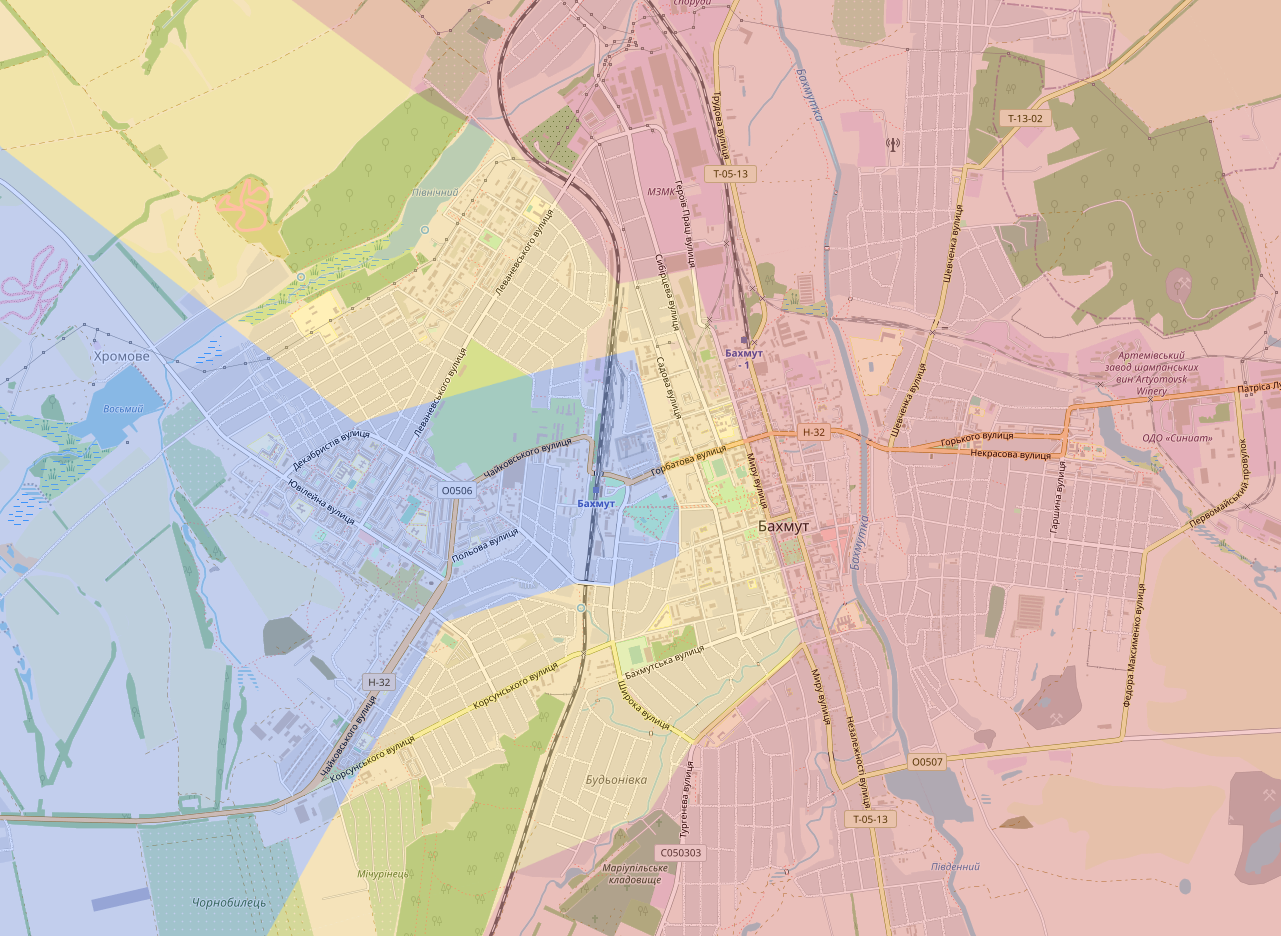 споруди
Бахмутка
Трудова вулиця
Т-13-02
Т-05-13
Північний
МЗМК
Героїв Праці вулиця
Леваневського вулиця
Шевченка вулиця
Сибірцева вулиця
Хромове
Бахмут
- 1
Артемівський
завод шампанських
вин"Artyomovsk
Winery
Садова вулиця
Леваневського вулиця
Шевченка вулиця
Патріса Лу
Восьмий
Декабристів вулиця
Чайковського вулиця
Н-32
Горького вулиця
Некрасова вулиця
ОДО «Синиат»
Горбатова вулиця
Миру вулиця
О0506
Ювілейна вулиця
Бахмут
Гаршина вулиця
Первомайський провулок
Бахмут
Польова вулиця
Бахмутка
Федора Максименко вулиця
Бахмутська вулиця
Н-32
Корсунського вулиця
Широка вулиця
Миру вулиця
Незалежності вулиця
Чайковського вулиця
Корсунського вулиця
О0507
Будьонівка
Тургенєва вулиця
Т-05-13
С050303
Мічурінець
Маріупільське
кладовище
Південний
Чорнобилець